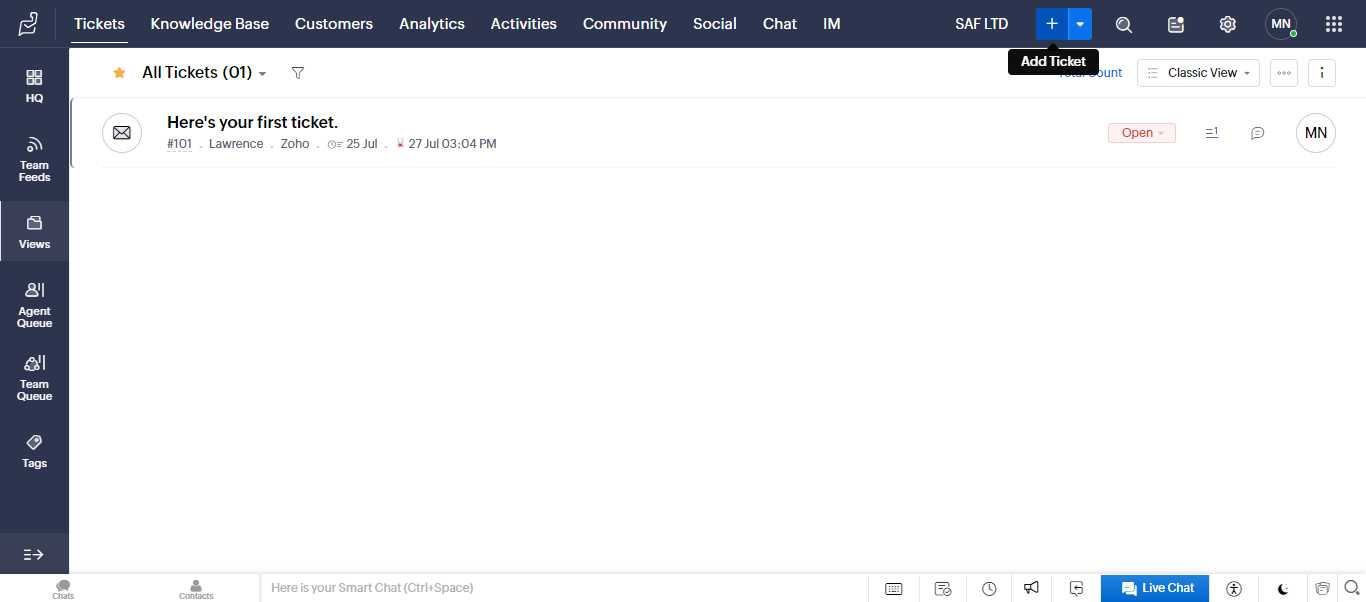 Tickets Knowledge Base Customers Analytics Activities Community Social Chat IM SAF LTD MN
Add Ticket
All Tickets (01) Count Classic View
HQ
Team Feeds
Views
Agent Queue
Team Queue
Tags
Here's your first ticket.
#101 . Lawrence . Zoho . 25 Jul . 27 Jul 03:04 PM
Open 1 MN
Chats Contacts Here is your Smart Chat (Ctrl+Space) Live Chat